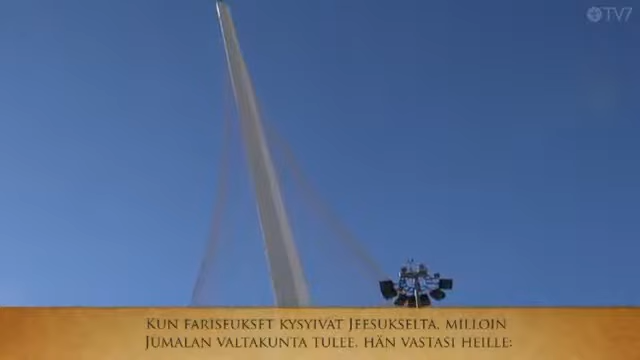 TV7
Kun fariseukset kysyivät Jeesukselta, milloin
Jumalan valtakunta tulee, hän vastasi heille: